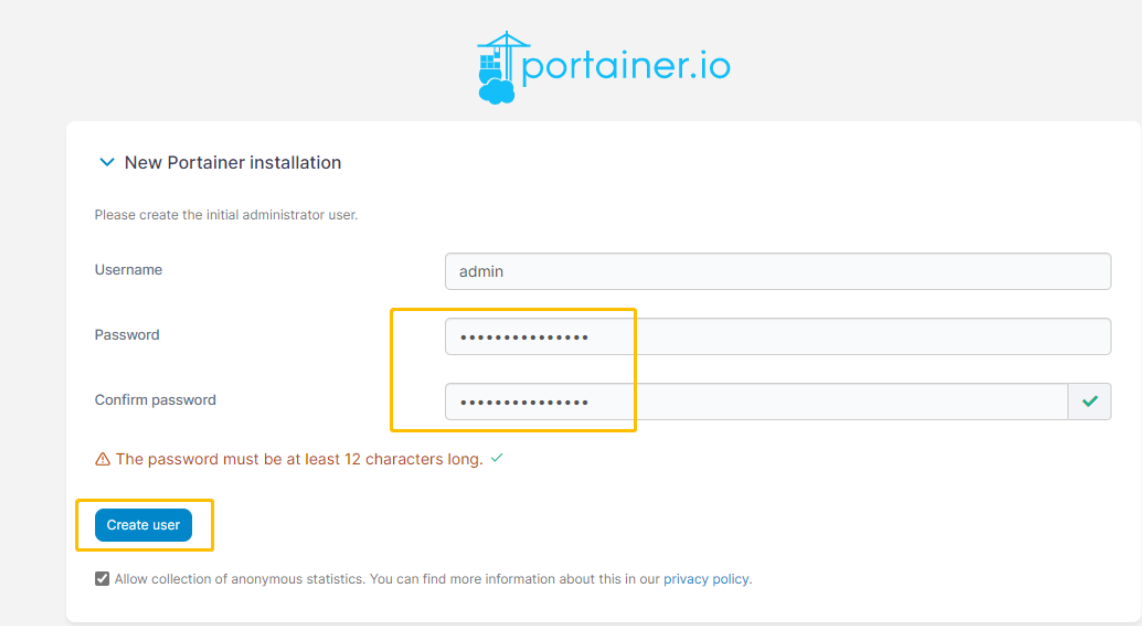 portainer.io
New Portainer installation
Please create the initial administrator user.
Username
admin
Password
•••••••••••••••
Confirm password
•••••••••••••••
The password must be at least 12 characters long.
Create user
Allow collection of anonymous statistics. You can find more information about this in our privacy policy.